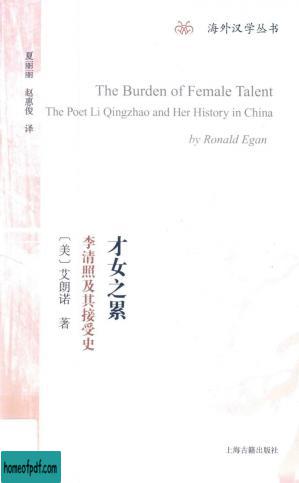 海外汉学丛书
夏丽丽 赵惠俊 译
The Burden of Female Talent
The Poet Li Qingzhao and Her History in China
by Ronald Egan
才女之累
李清照及其接受史
〔美〕艾朗诺 著
上海古籍出版社
homeofpdf.com